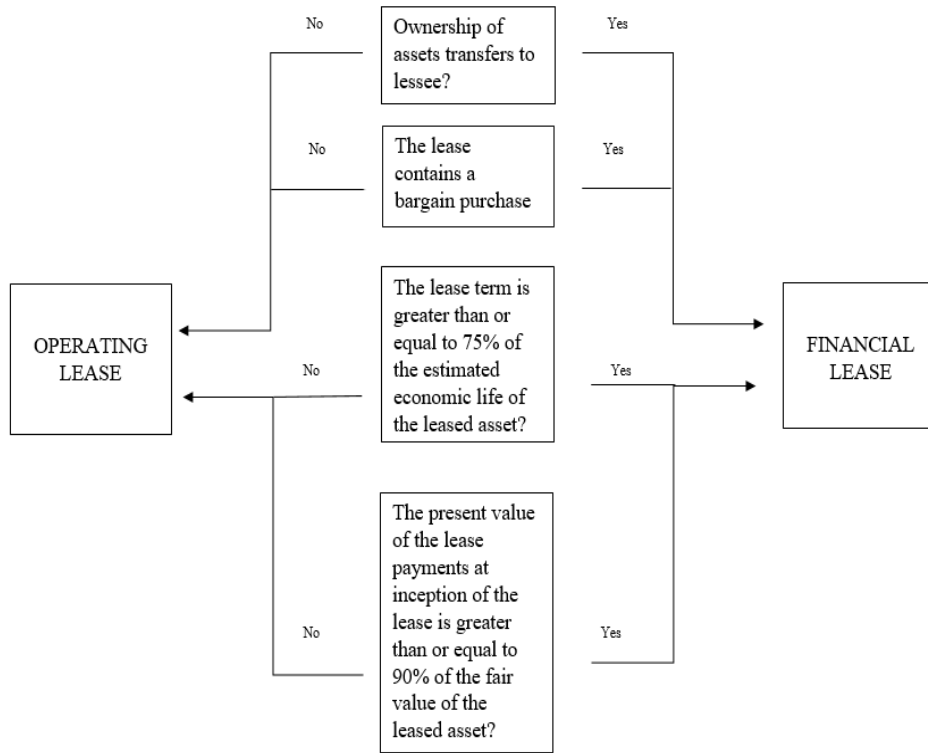 No
Ownership of
assets transfers to
lessee?
Yes
No
The lease
contains a
bargain purchase
Yes
OPERATING
LEASE
No
The lease term is
greater than or
equal to 75% of
the estimated
economic life of
the leased asset?
Yes
FINANCIAL
LEASE
No
The present value
of the lease
payments at
inception of the
lease is greater
than or equal to
90% of the fair
value of the
leased asset?
Yes